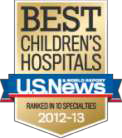 BEST
CHILDREN'S
HOSPITALS
U.S.News
& WORLD REPORT
RANKED IN 10 SPECIALTIES
2012-13